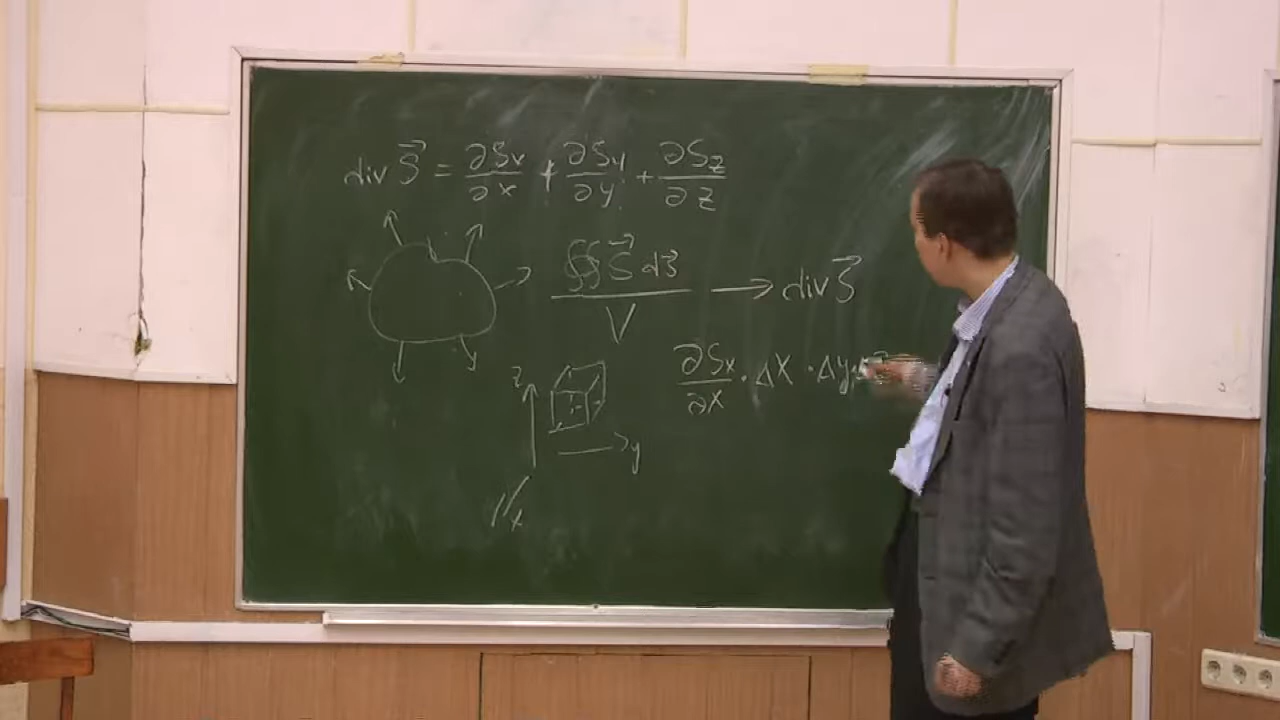 div S⃗ = ∂Sx/∂x + ∂Sy/∂y + ∂Sz/∂z
∯ S⃗ ds⃗ / V → div S⃗
∂Sx/∂x · Δx · Δy ·
z
y
x